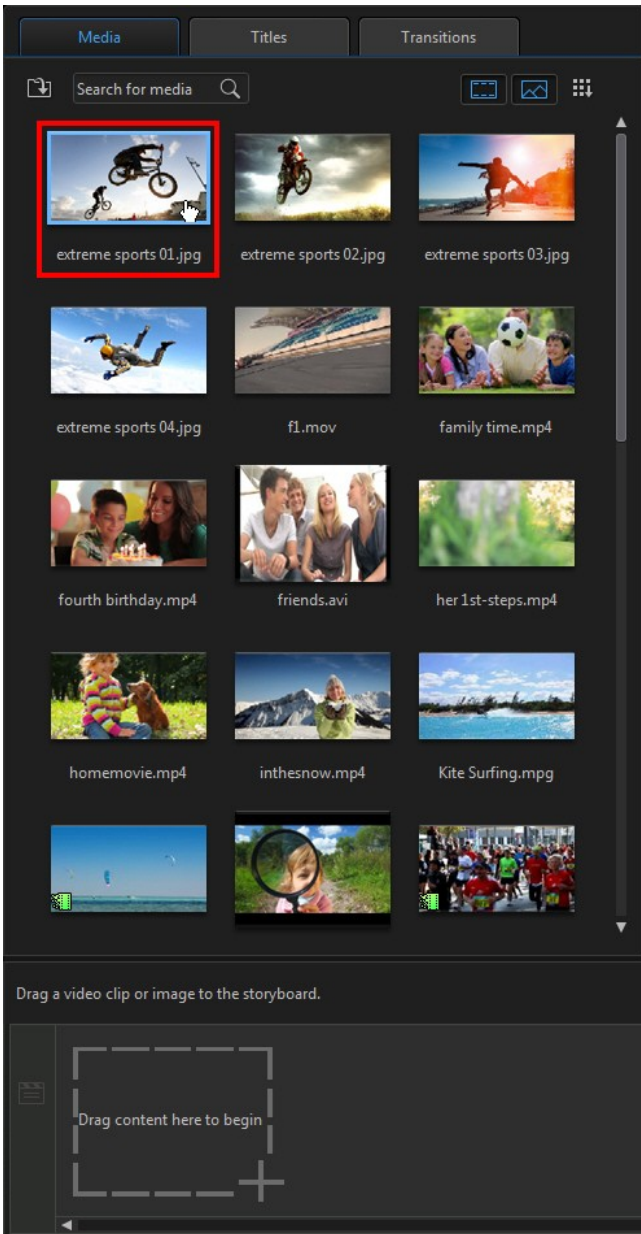 Media Titles Transitions
Search for media
extreme sports 01.jpg extreme sports 02.jpg extreme sports 03.jpg
extreme sports 04.jpg f1.mov family time.mp4
fourth birthday.mp4 friends.avi her 1st-steps.mp4
homemovie.mp4 inthesnow.mp4 Kite Surfing.mpg
Drag a video clip or image to the storyboard.
Drag content here to begin